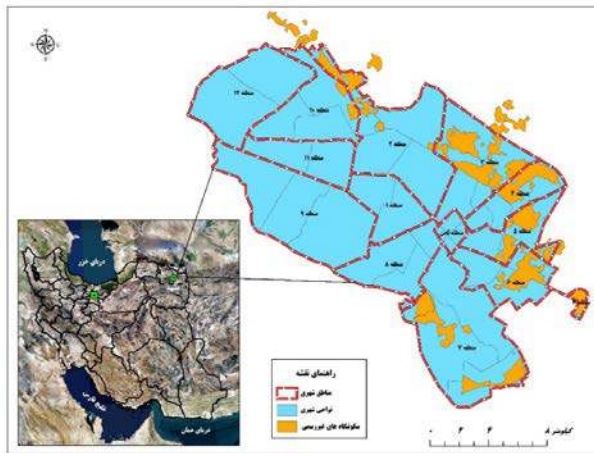 منطقه ۱۲
منطقه ۱۰
منطقه ۲
منطقه ۳
منطقه ۴
منطقه ۱۱
منطقه ۱
منطقه ۹
منطقه ۵
منطقه ۸
منطقه ۶
منطقه ۷
دریای خزر
خلیج فارس
دریای عمان
راهنمای نقشه
مناطق شهری
نواحی شهری
سکونتگاه های غیررسمی
۰ ۲ ۴ ۸ کیلومتر